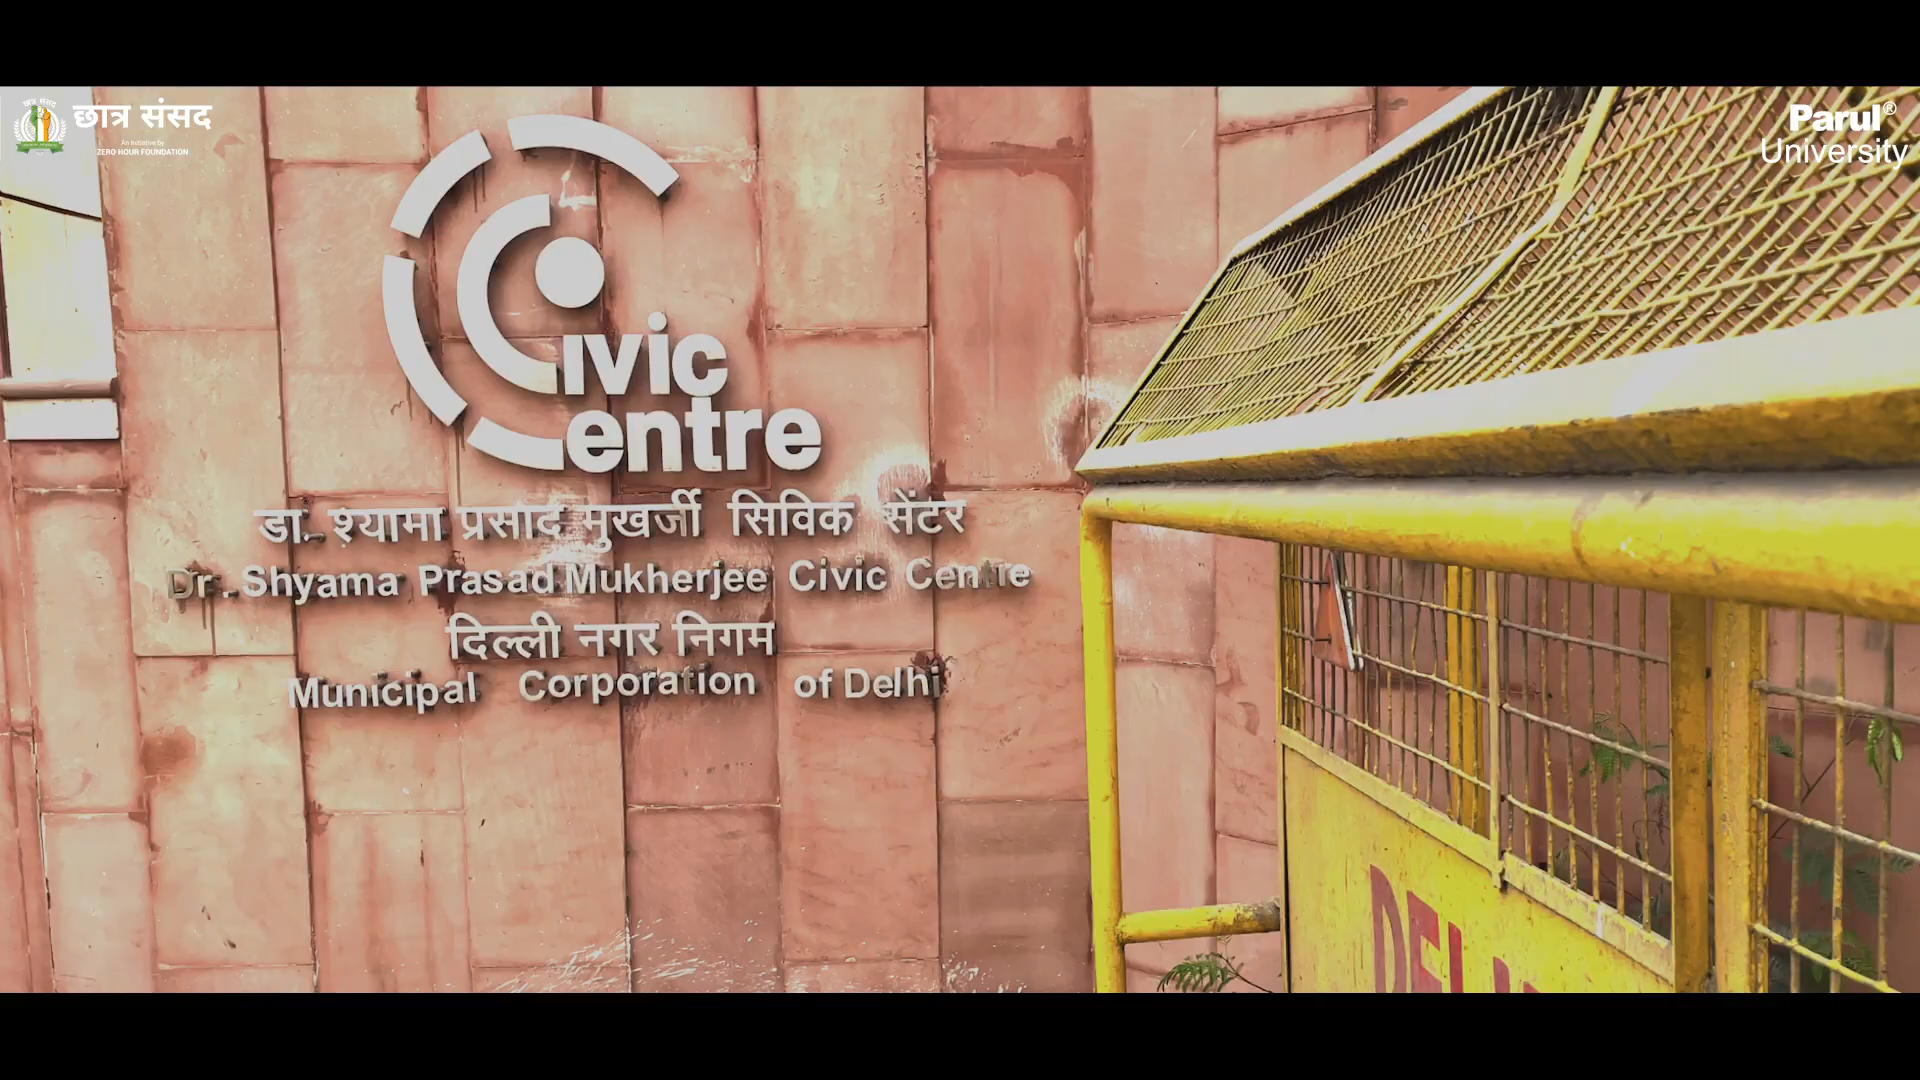 छात्र संसद
An Initiative by
ZERO HOUR FOUNDATION
Parul®
University
Civic
Centre
डा. श्यामा प्रसाद मुखर्जी सिविक सेंटर
Dr. Shyama Prasad Mukherjee Civic Centre
दिल्ली नगर निगम
Municipal Corporation of Delhi